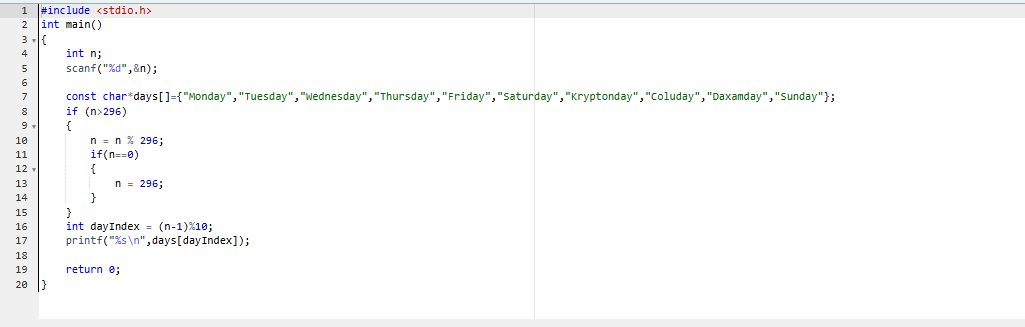 1 #include <stdio.h>
2 int main()
3 {
4 int n;
5 scanf("%d",&n);
6
7 const char*days[]={"Monday","Tuesday","Wednesday","Thursday","Friday","Saturday","Kryptonday","Coluday","Daxamday","Sunday"};
8 if (n>296)
9 {
10 n = n % 296;
11 if(n==0)
12 {
13 n = 296;
14 }
15 }
16 int dayIndex = (n-1)%10;
17 printf("%s\n",days[dayIndex]);
18
19 return 0;
20 }